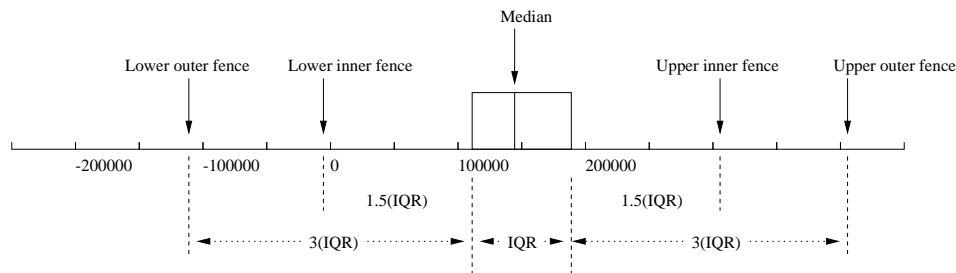 Median
Lower outer fence Lower inner fence Upper inner fence Upper outer fence
-200000 -100000 0 100000 200000
1.5(IQR) 1.5(IQR)
3(IQR) IQR 3(IQR)